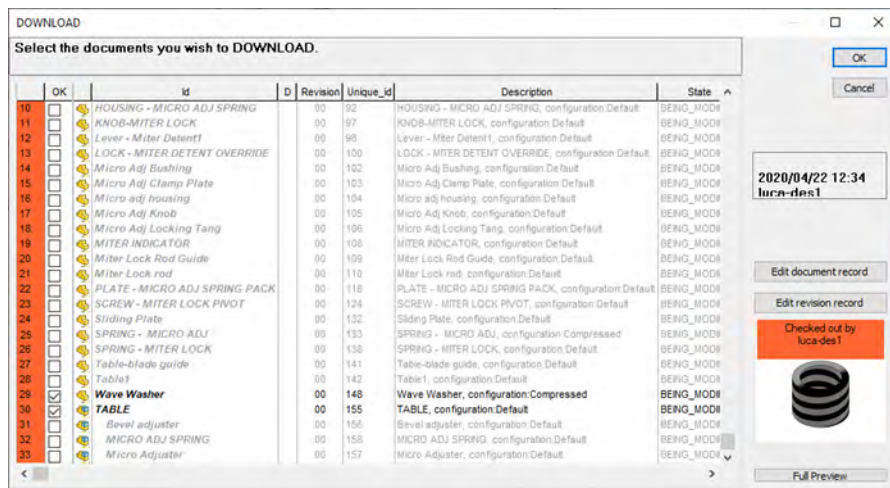 DOWNLOAD
Select the documents you wish to DOWNLOAD.
OK
Cancel
OK Id D Revision Unique_id Description State
10 HOUSING - MICRO ADJ SPRING 00 92 HOUSING - MICRO ADJ SPRING, configuration:Default BEING_MODI
11 KNOB-MITER LOCK 00 97 KNOB-MITER LOCK, configuration:Default BEING_MODI
12 Lever - Miter Detent1 00 98 Lever - Miter Detent1, configuration:Default BEING_MODI
13 LOCK - MITER DETENT OVERRIDE 00 100 LOCK - MITER DETENT OVERRIDE, configuration:Default BEING_MODI
14 Micro Adj Bushing 00 102 Micro Adj Bushing, configuration:Default BEING_MODI
15 Micro Adj Clamp Plate 00 103 Micro Adj Clamp Plate, configuration:Default BEING_MODI
16 Micro adj housing 00 104 Micro adj housing, configuration:Default BEING_MODI
17 Micro Adj Knob 00 105 Micro Adj Knob, configuration:Default BEING_MODI
18 Micro Adj Locking Tang 00 106 Micro Adj Locking Tang, configuration:Default BEING_MODI
19 MITER INDICATOR 00 108 MITER INDICATOR, configuration:Default BEING_MODI
20 Miter Lock Rod Guide 00 109 Miter Lock Rod Guide, configuration:Default BEING_MODI
21 Miter Lock rod 00 110 Miter Lock rod, configuration:Default BEING_MODI
22 PLATE - MICRO ADJ SPRING PACK 00 118 PLATE - MICRO ADJ SPRING PACK, configuration:Default BEING_MODI
23 SCREW - MITER LOCK PIVOT 00 124 SCREW - MITER LOCK PIVOT, configuration:Default BEING_MODI
24 Sliding Plate 00 132 Sliding Plate, configuration:Default BEING_MODI
25 SPRING - MICRO ADJ 00 133 SPRING - MICRO ADJ, configuration:Compressed BEING_MODI
26 SPRING - MITER LOCK 00 138 SPRING - MITER LOCK, configuration:Default BEING_MODI
27 Table-blade guide 00 141 Table-blade guide, configuration:Default BEING_MODI
28 Table1 00 142 Table1, configuration:Default BEING_MODI
29 Wave Washer 00 148 Wave Washer, configuration:Compressed BEING_MODI
30 TABLE 00 155 TABLE, configuration:Default BEING_MODI
31 Bevel adjuster 00 156 Bevel adjuster, configuration:Default BEING_MODI
32 MICRO ADJ SPRING 00 158 MICRO ADJ SPRING, configuration:Default BEING_MODI
33 Micro Adjuster 00 157 Micro Adjuster, configuration:Default BEING_MODI
2020/04/22 12:34
luca-des1
Edit document record
Edit revision record
Checked out by
luca-des1
Full Preview